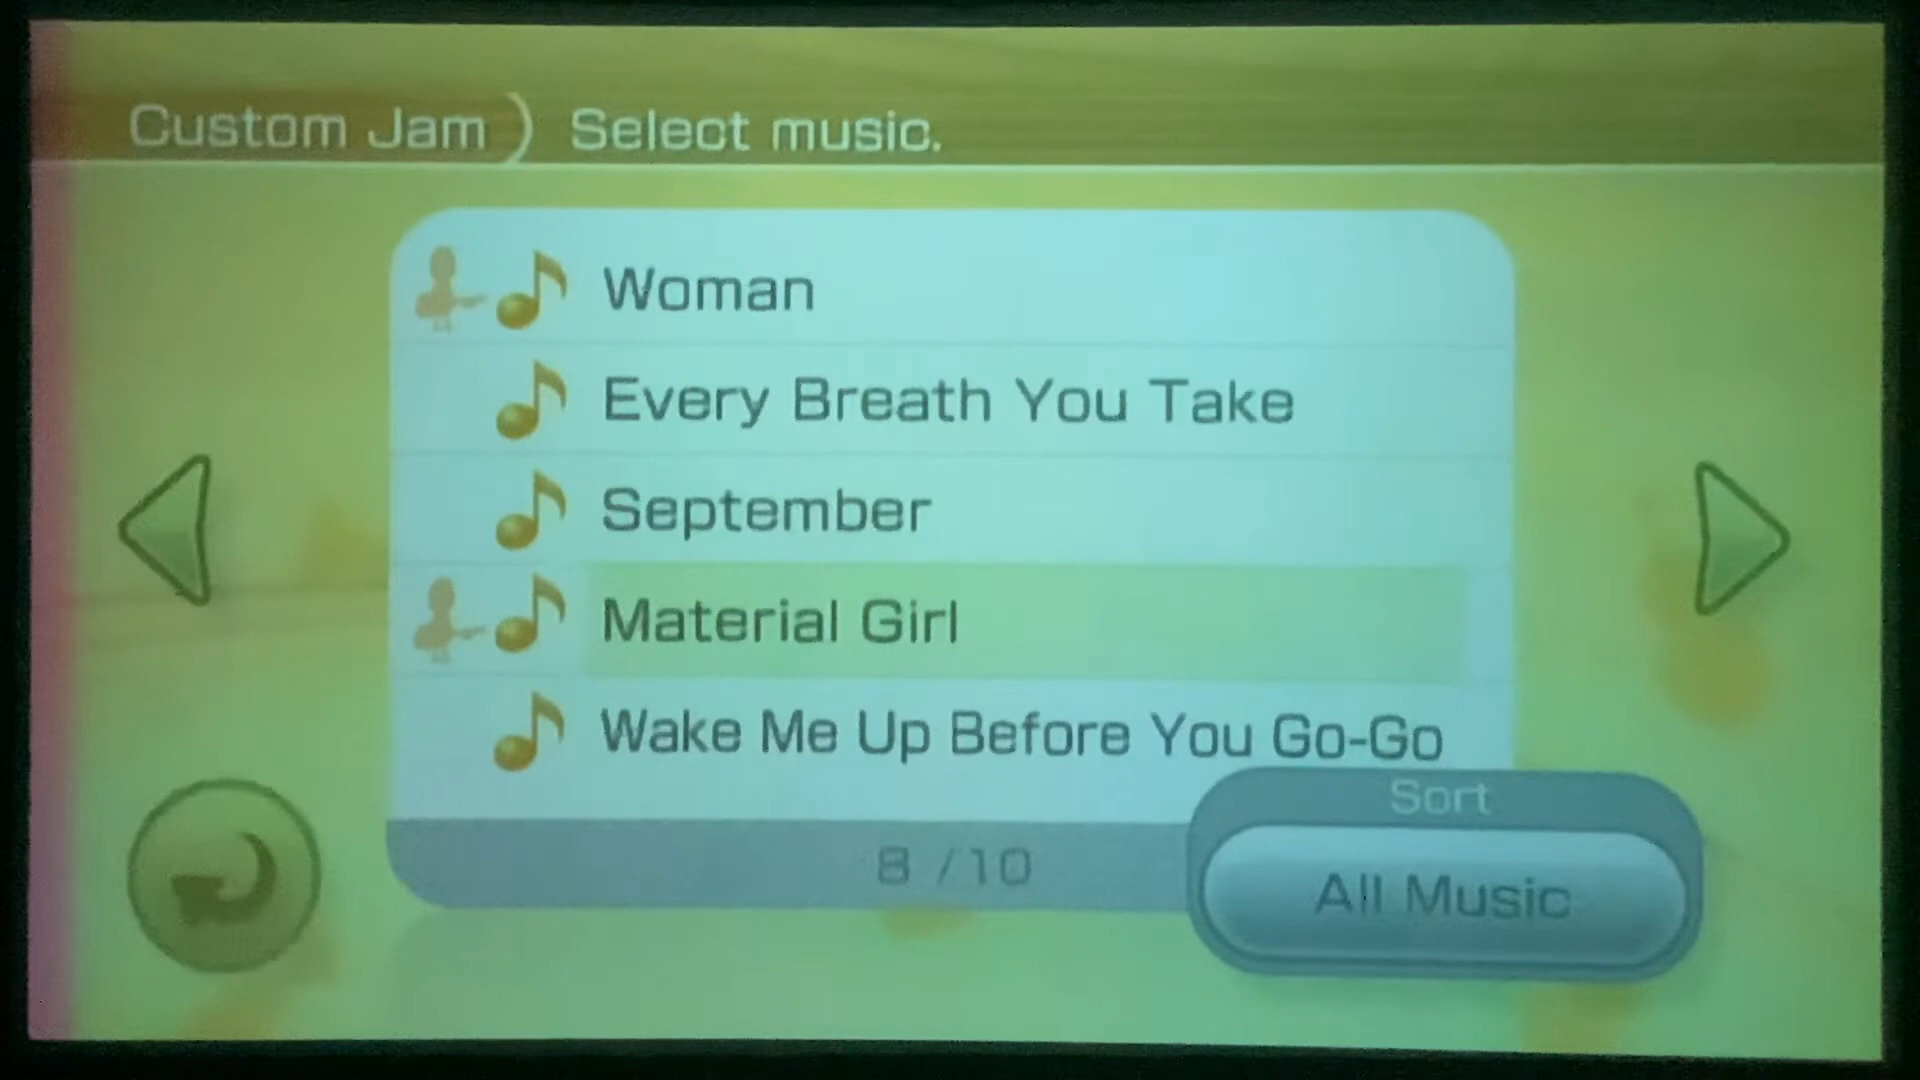 Custom Jam) Select music.
Woman
Every Breath You Take
September
Material Girl
Wake Me Up Before You Go-Go
8 /10
Sort
All Music